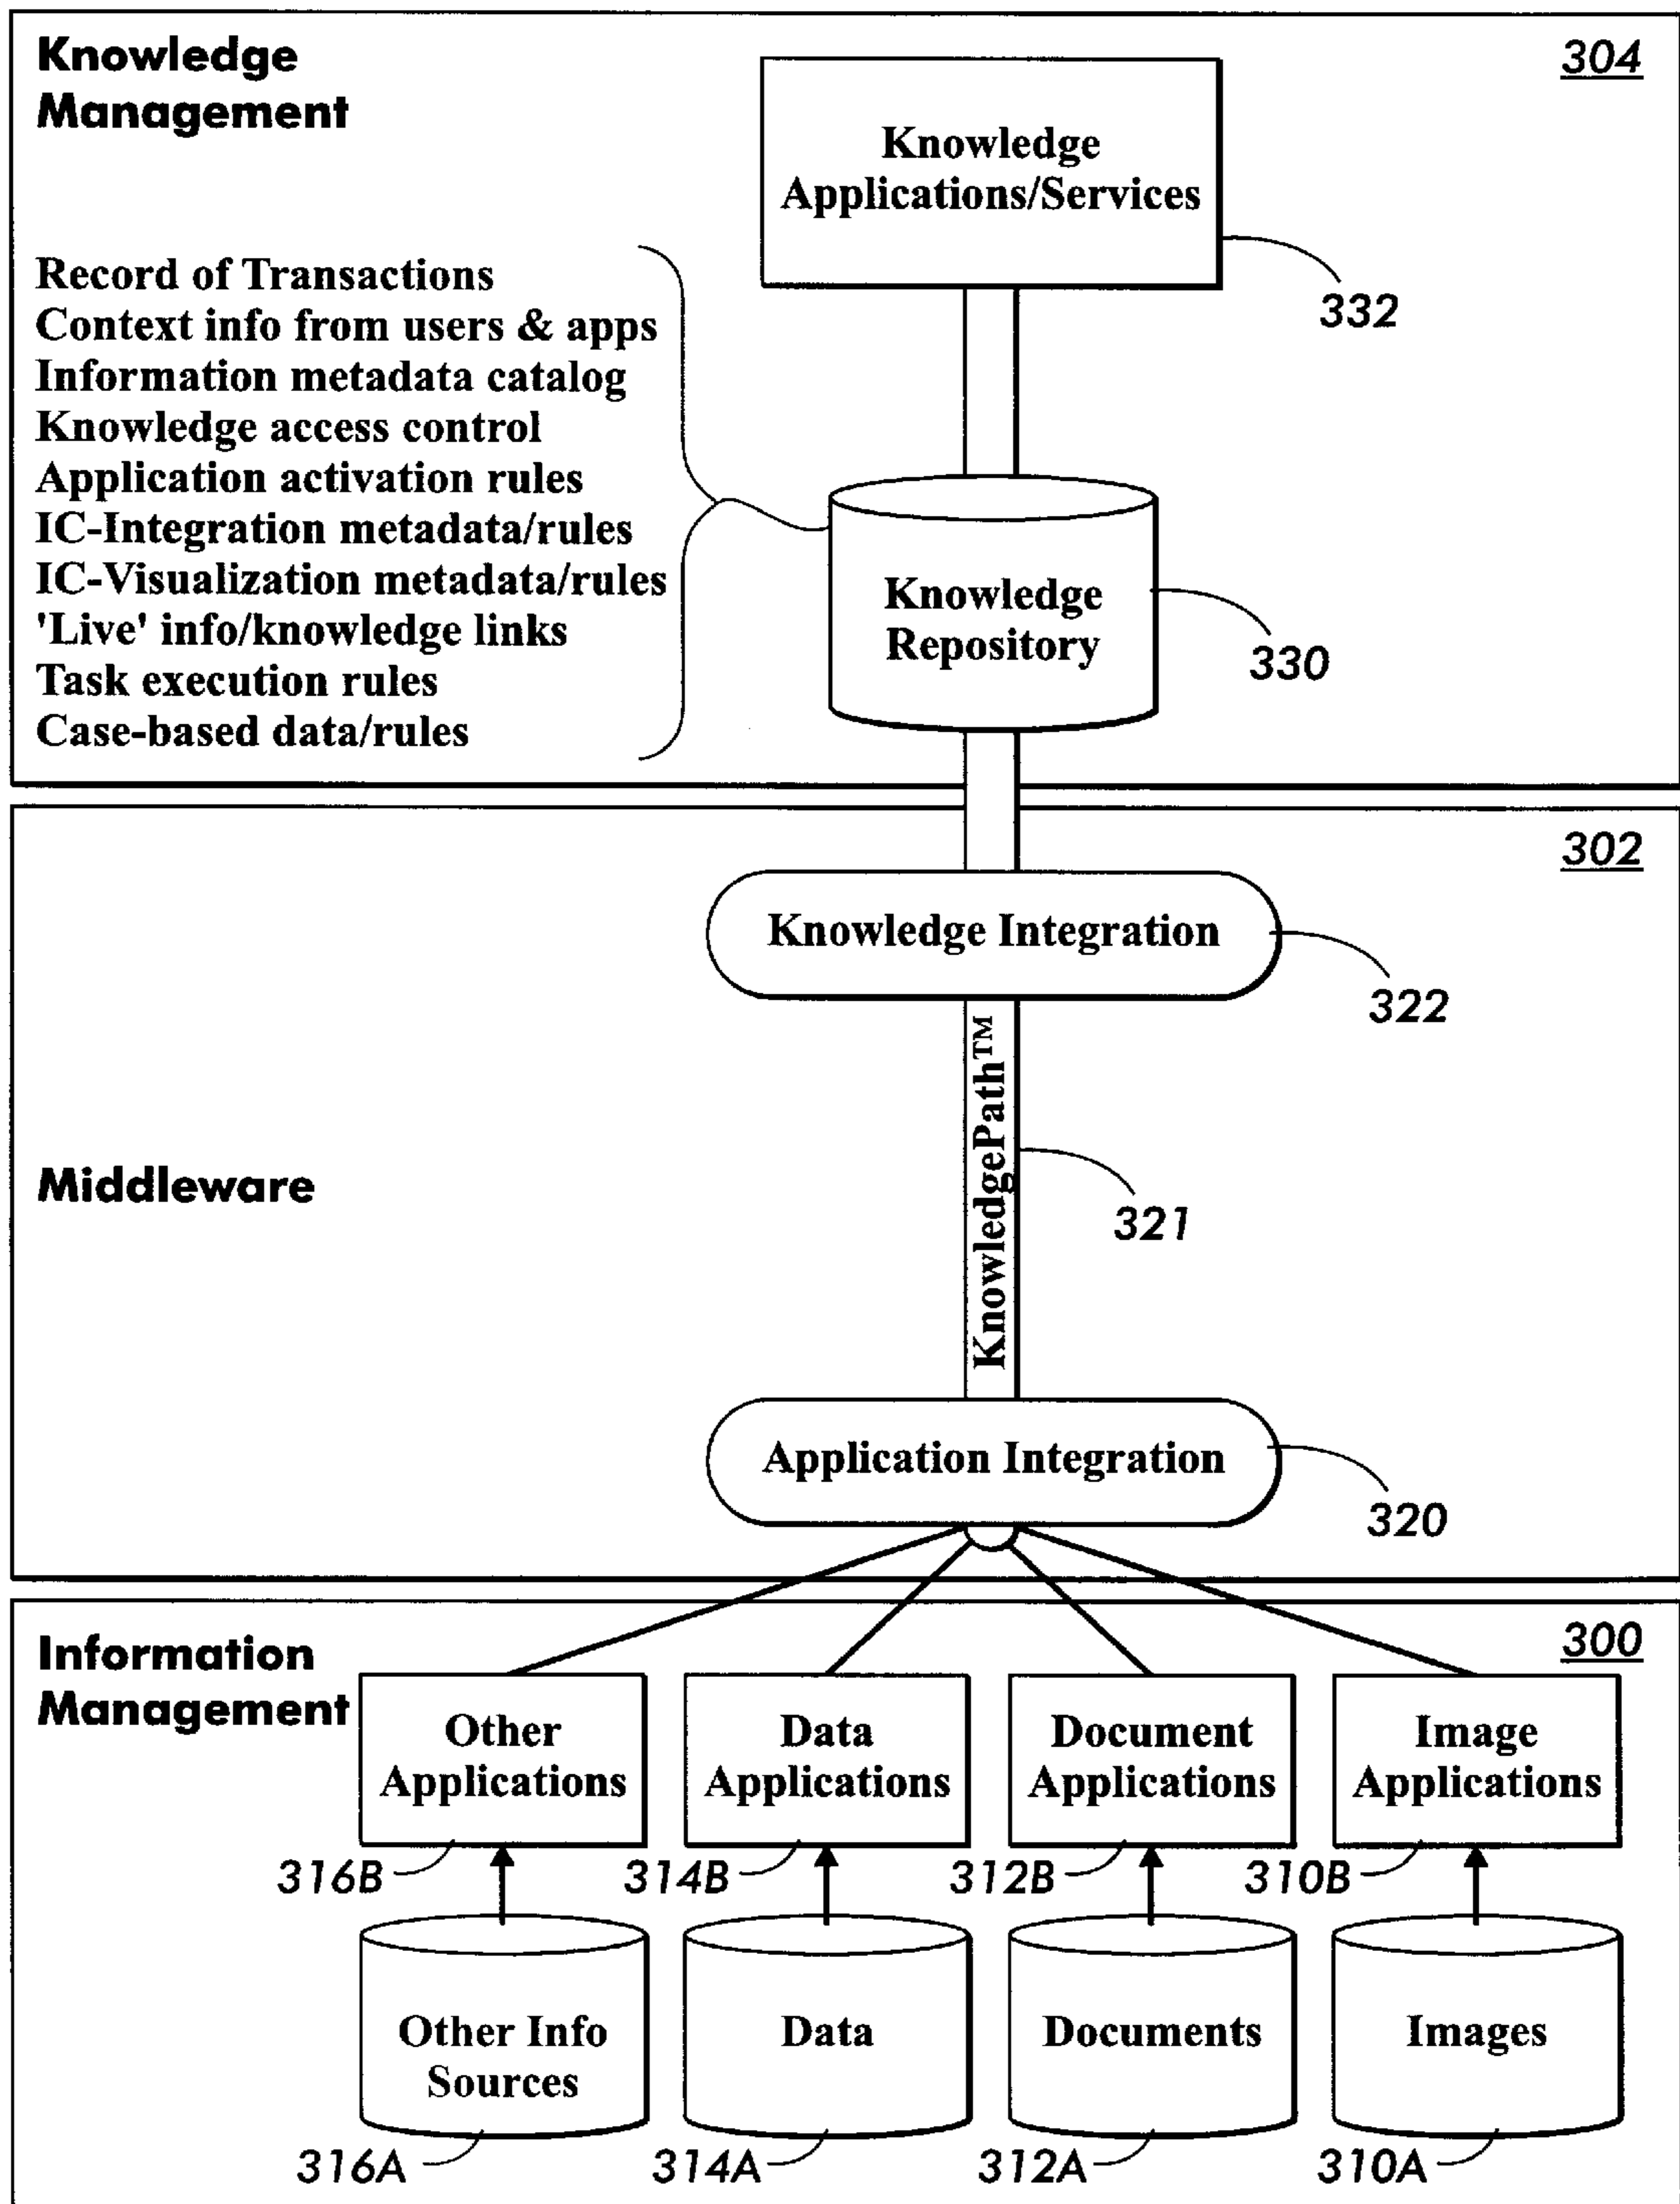 Knowledge
Management
304
Knowledge
Applications/Services
332
Record of Transactions
Context info from users & apps
Information metadata catalog
Knowledge access control
Application activation rules
IC-Integration metadata/rules
IC-Visualization metadata/rules
'Live' info/knowledge links
Task execution rules
Case-based data/rules
Knowledge
Repository
330
302
Knowledge Integration
322
KnowledgePath™
321
Middleware
Application Integration
320
Information
Management
300
Other
Applications
Data
Applications
Document
Applications
Image
Applications
316B
314B
312B
310B
Other Info
Sources
Data
Documents
Images
316A
314A
312A
310A